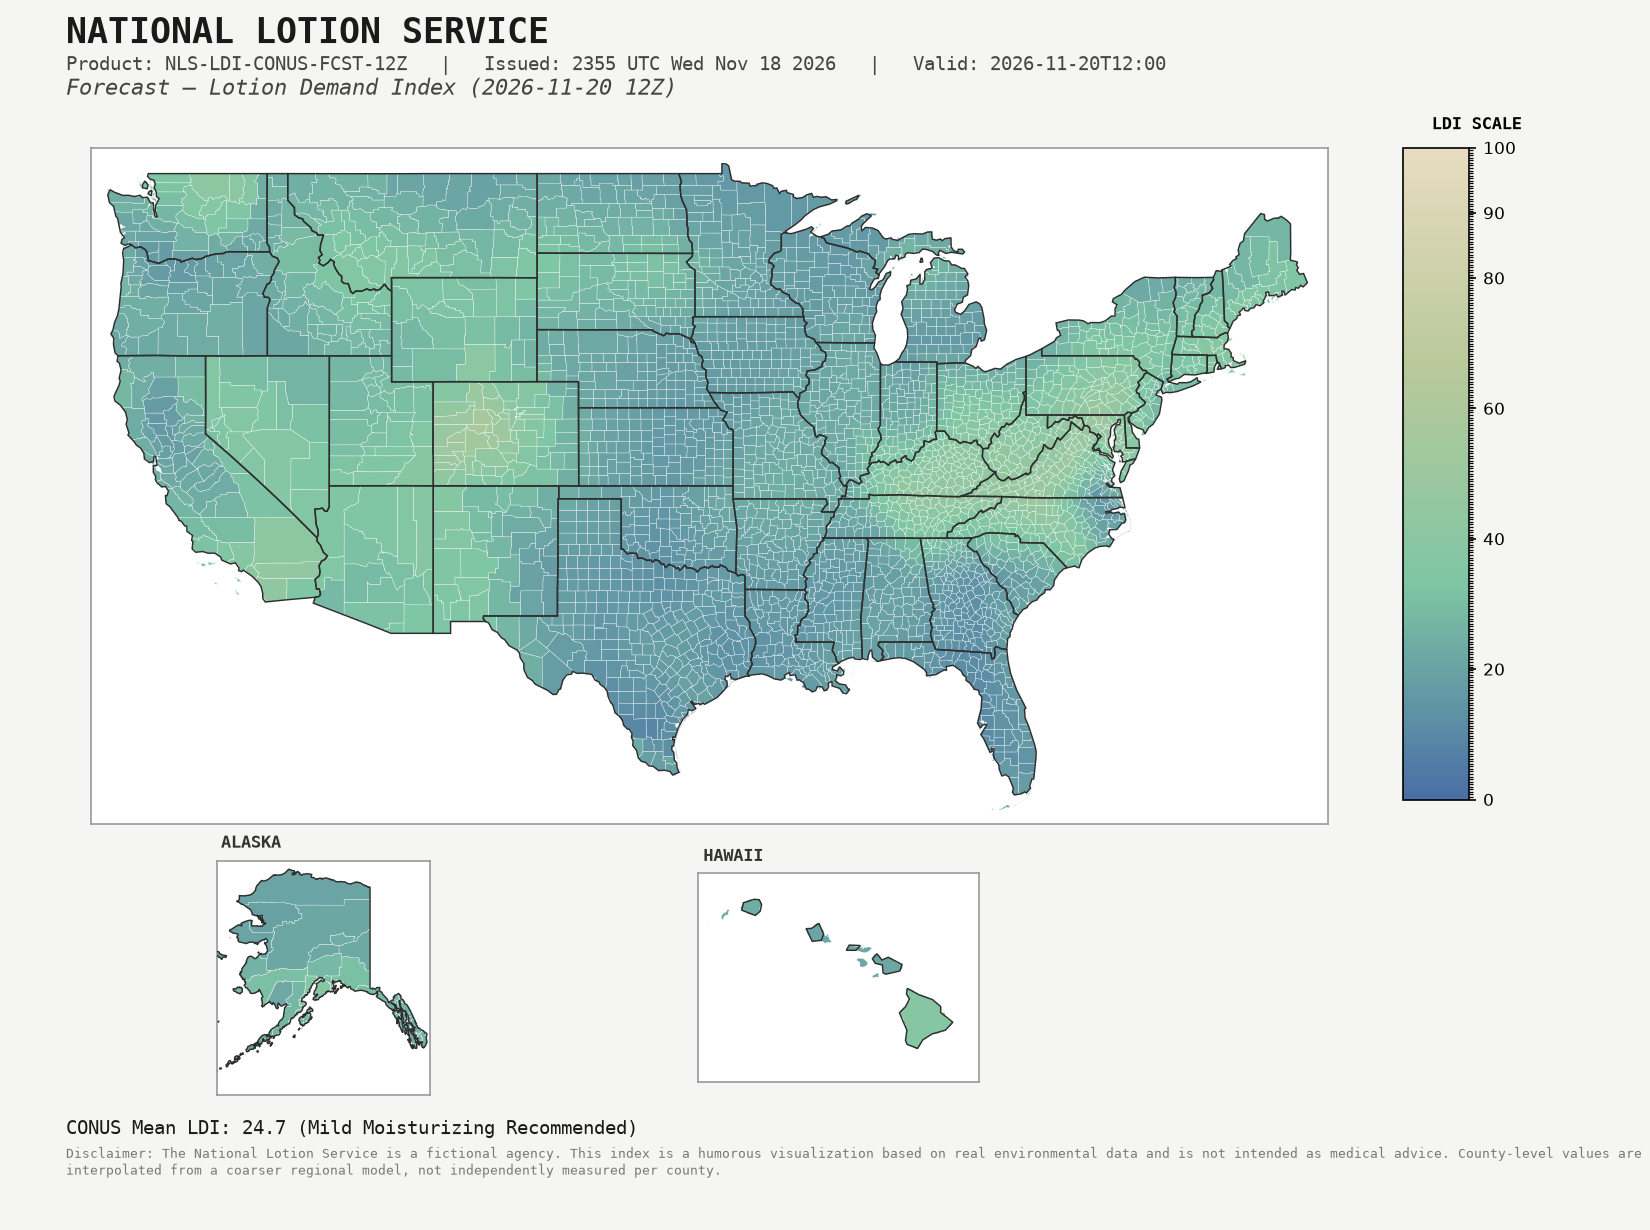 NATIONAL LOTION SERVICE
Product: NLS-LDI-CONUS-FCST-12Z | Issued: 2355 UTC Wed Nov 18 2026 | Valid: 2026-11-20T12:00
Forecast — Lotion Demand Index (2026-11-20 12Z)
LDI SCALE
100
90
80
60
40
20
0
ALASKA
HAWAII
CONUS Mean LDI: 24.7 (Mild Moisturizing Recommended)
Disclaimer: The National Lotion Service is a fictional agency. This index is a humorous visualization based on real environmental data and is not intended as medical advice. County-level values are
interpolated from a coarser regional model, not independently measured per county.